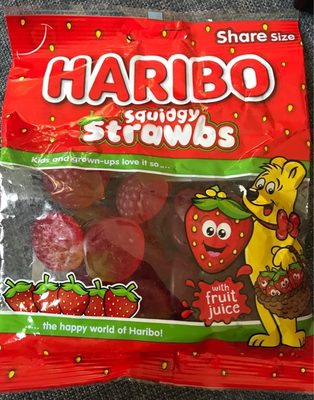 Share Size
HARIBO
Squidgy
Strawbs
Kids and grown-ups love it so....
with
fruit
juice
.... the happy world of Haribo!